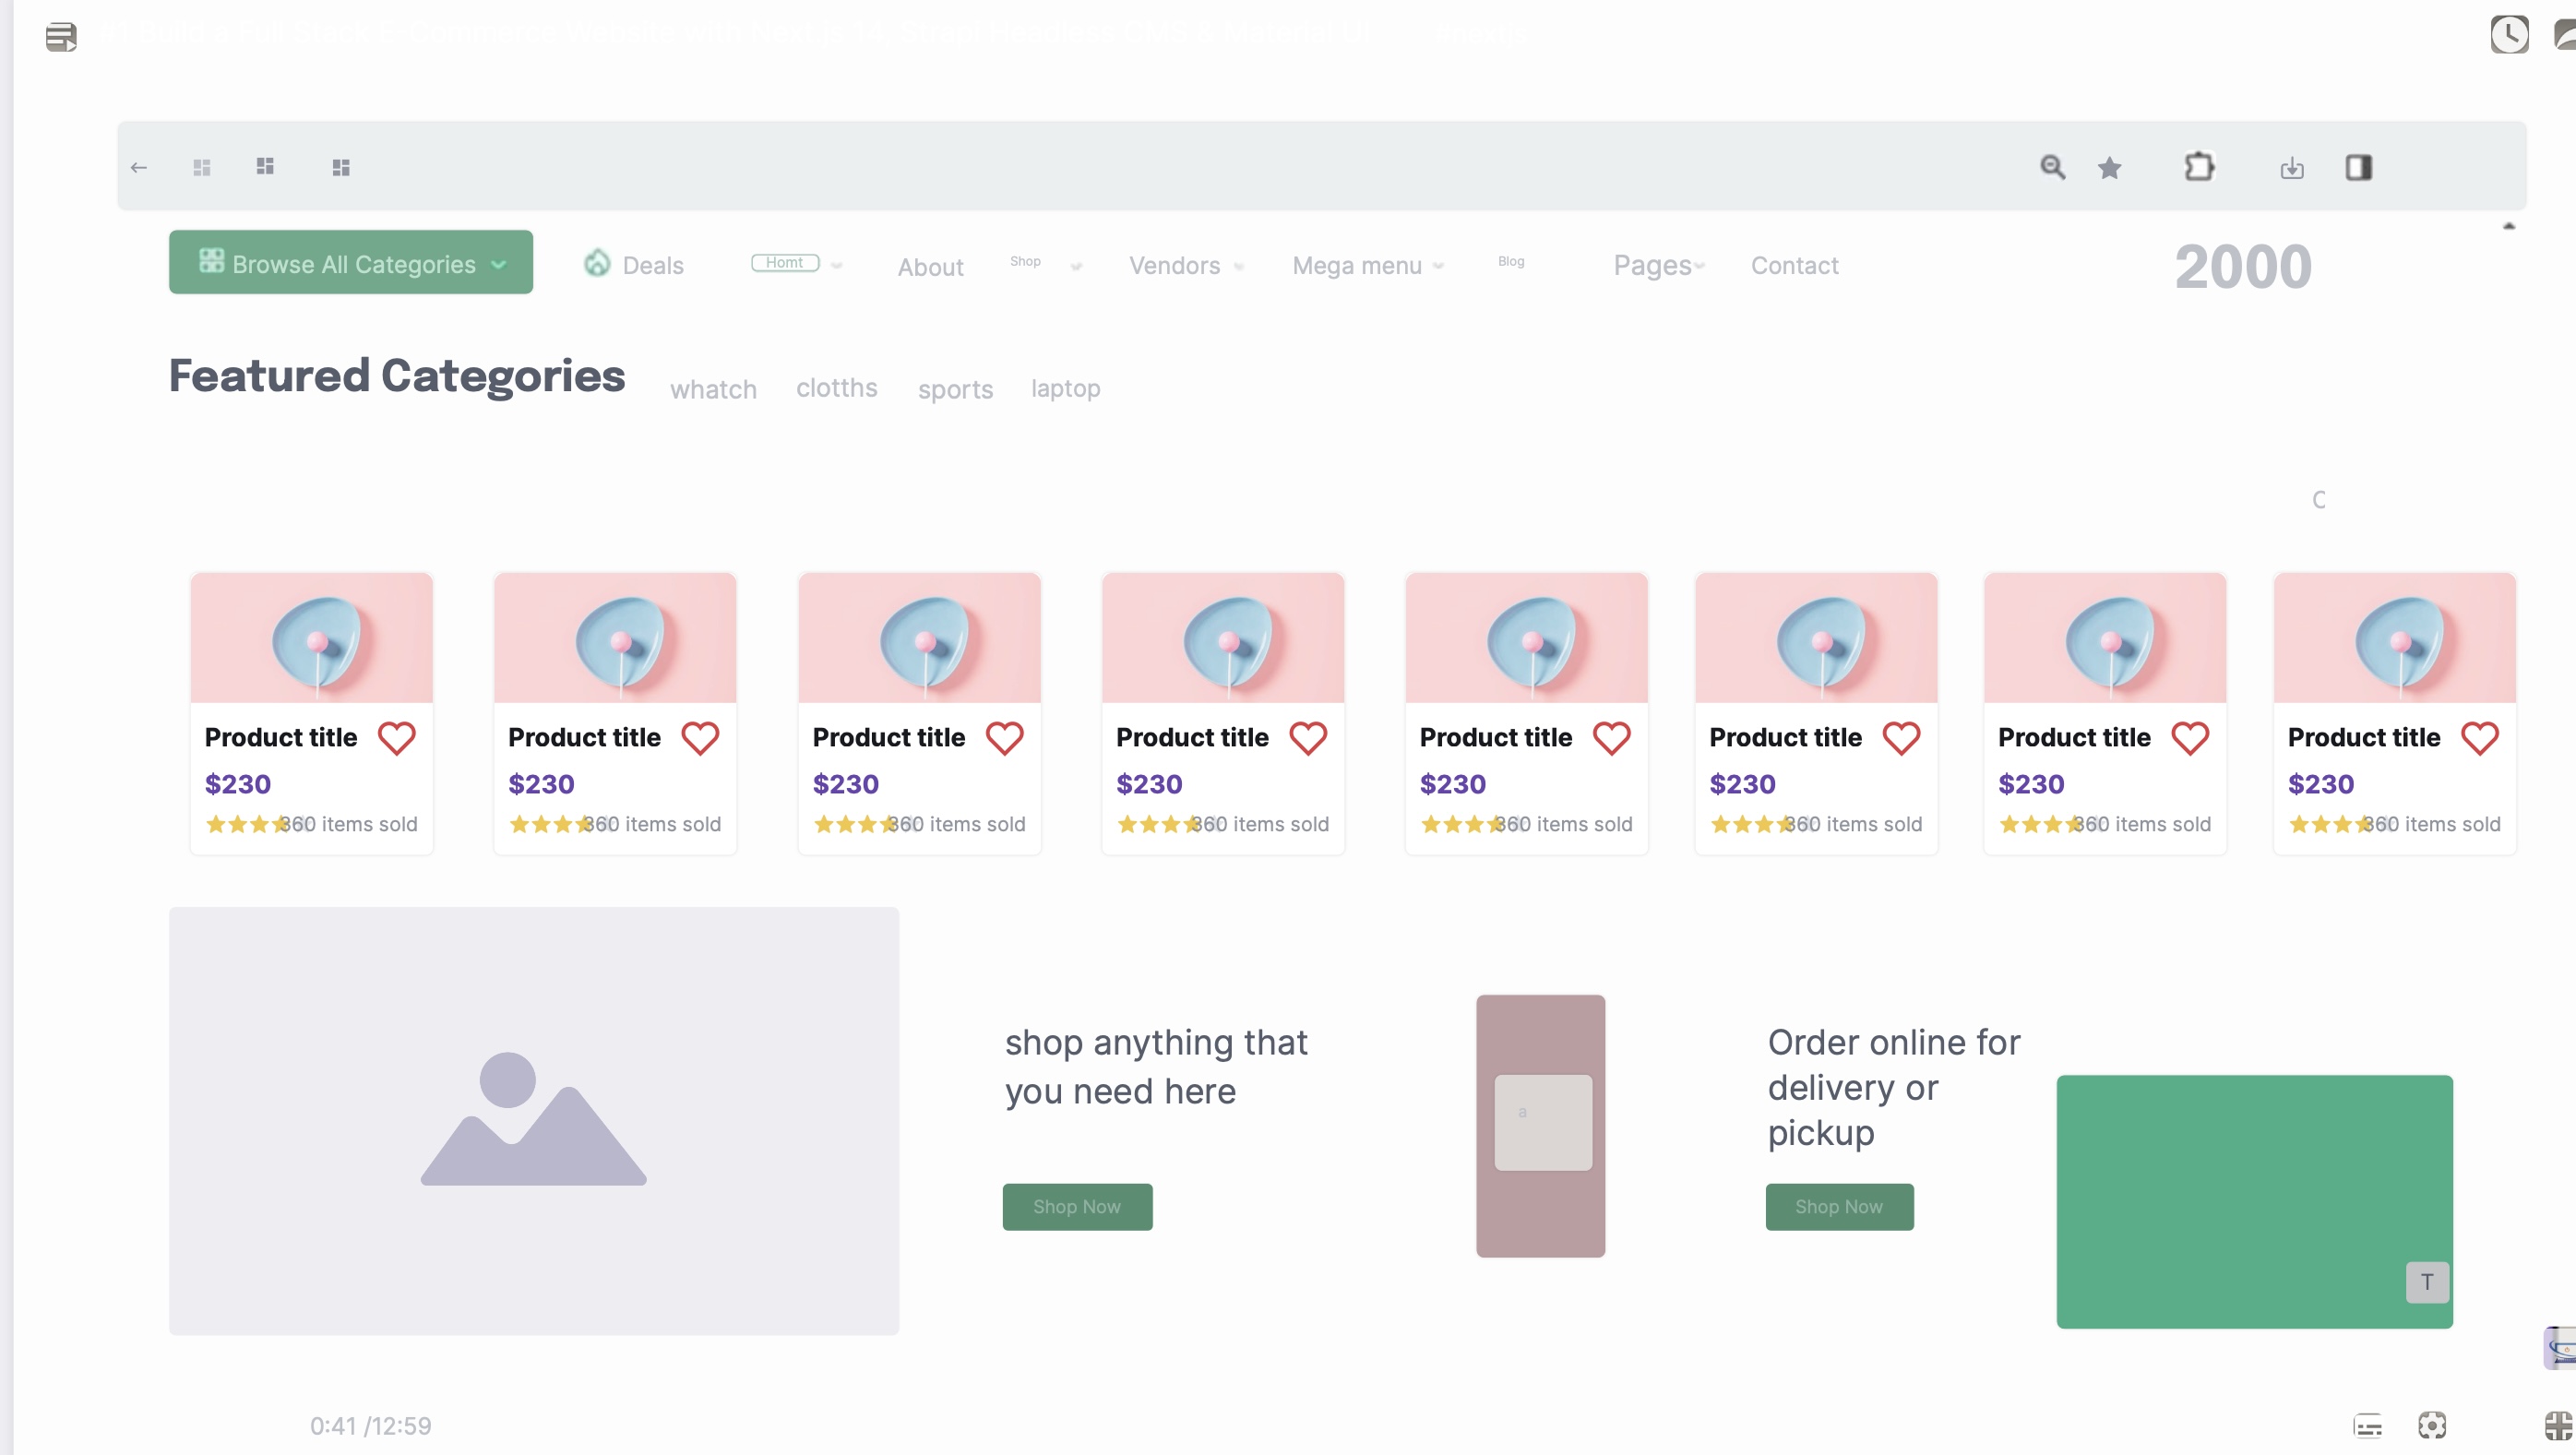 Browse All Categories Deals Homt About Shop Vendors Mega menu Blog Pages Contact 2000
Featured Categories whatch clotths sports laptop
C
Product title Product title Product title Product title Product title Product title Product title Product title
$230 $230 $230 $230 $230 $230 $230 $230
360 items sold 360 items sold 360 items sold 360 items sold 360 items sold 360 items sold 360 items sold 360 items sold
shop anything that
you need here
Shop Now
a
Order online for
delivery or
pickup
Shop Now
T
0:41 /12:59